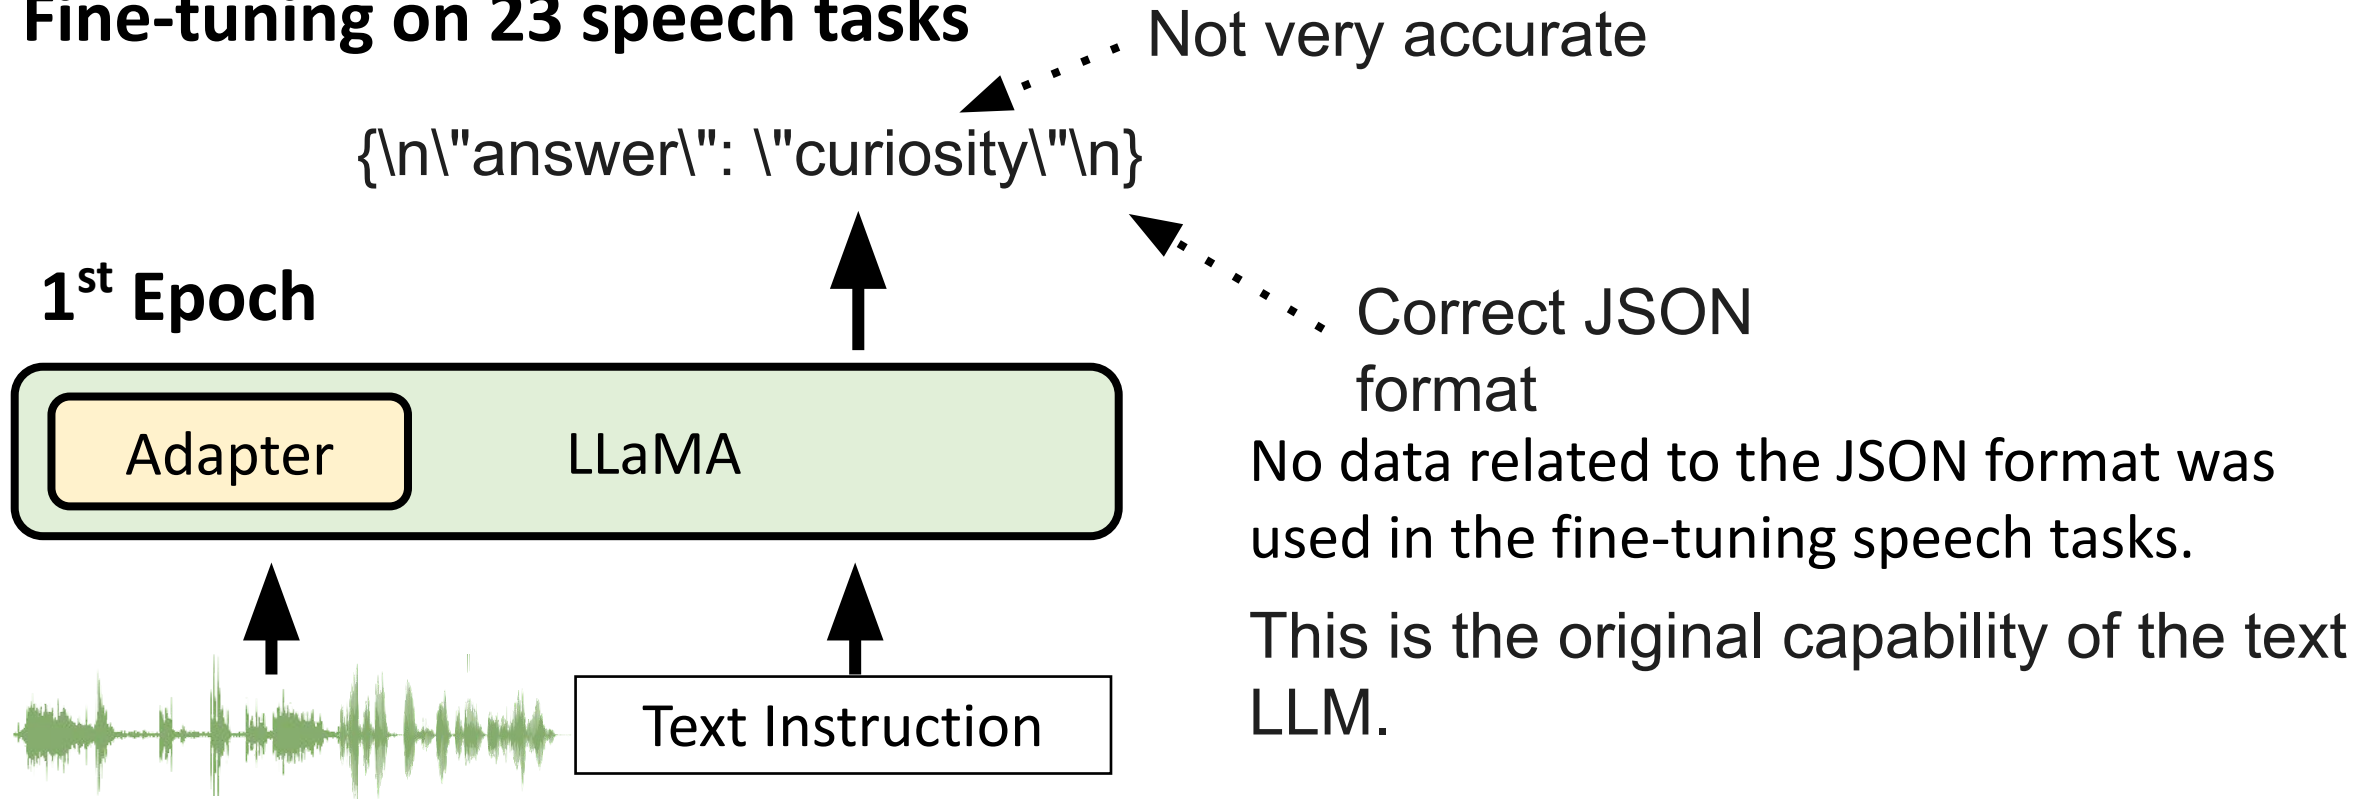 Fine-tuning on 23 speech tasks
Not very accurate
{\n\"answer\": \"curiosity\"\n}
1st Epoch
Correct JSON
format
Adapter
LLaMA
No data related to the JSON format was
used in the fine-tuning speech tasks.
This is the original capability of the text
LLM.
Text Instruction